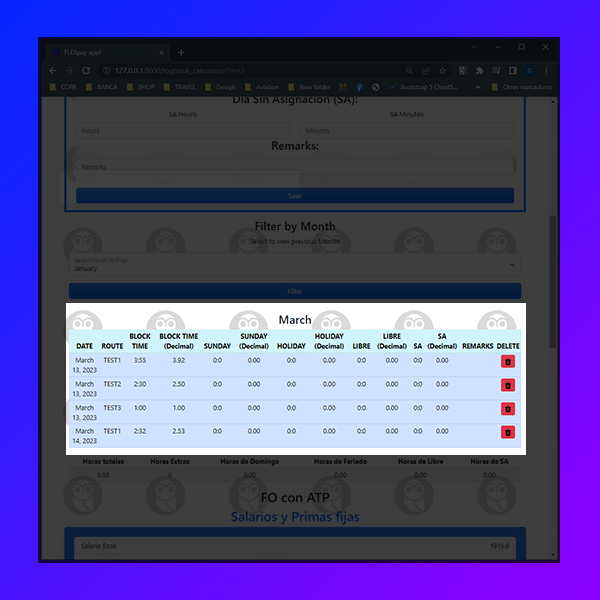 FLEXpay app!
127.0.0.1:8000/logbook_calculator/?m=3
COPA BANCA SHOP TRAVEL Design Aviation New folder Bootstrap 5 CheatS... » Otros marcadores
Dia Sin Asignacion (SA):
SA Hours: SA Minutes:
Hours Minutes
Remarks:
Remarks
Save
Filter by Month
Select to view previous Months
Select Month to filter
January
Filter
March
DATE ROUTE BLOCK TIME BLOCK TIME (Decimal) SUNDAY SUNDAY (Decimal) HOLIDAY HOLIDAY (Decimal) LIBRE LIBRE (Decimal) SA SA (Decimal) REMARKS DELETE
March 13, 2023 TEST1 3:55 3.92 0:0 0.00 0:0 0.00 0:0 0.00 0:0 0.00
March 13, 2023 TEST2 2:30 2.50 0:0 0.00 0:0 0.00 0:0 0.00 0:0 0.00
March 13, 2023 TEST3 1:00 1.00 0:0 0.00 0:0 0.00 0:0 0.00 0:0 0.00
March 14, 2023 TEST1 2:32 2.53 0:0 0.00 0:0 0.00 0:0 0.00 0:0 0.00
Horas totales Horas Extras Horas de Domingo Horas de Feriado Horas de Libre Horas de SA
9.95 0 0.00 0.00 0.00 0.00
FO con ATP
Salarios y Primas fijas
Salario Base 1915.0